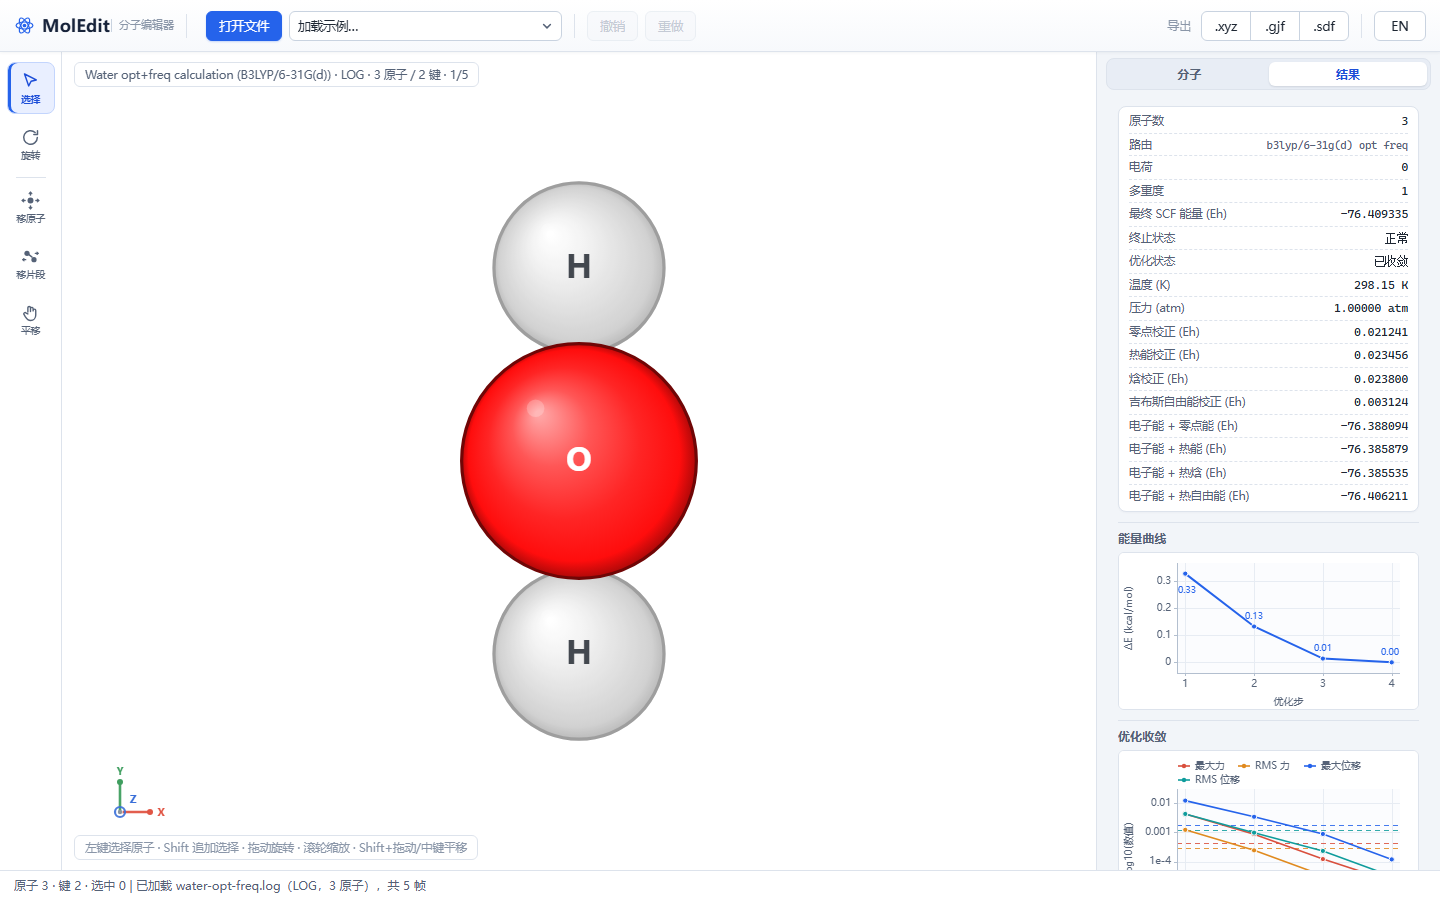 MolEdit 分子编辑器 打开文件 加载示例... 撤销 重做 导出 .xyz .gjf .sdf EN
选择
旋转
移原子
移片段
平移
Water opt+freq calculation (B3LYP/6-31G(d)) · LOG · 3 原子 / 2 键 · 1/5
H
O
H
Y
Z
X
左键选择原子 · Shift 追加选择 · 拖动旋转 · 滚轮缩放 · Shift+拖动/中键平移
分子 结果
原子数 3
路由 b3lyp/6-31g(d) opt freq
电荷 0
多重度 1
最终 SCF 能量 (Eh) -76.409335
终止状态 正常
优化状态 已收敛
温度 (K) 298.15 K
压力 (atm) 1.00000 atm
零点校正 (Eh) 0.021241
热能校正 (Eh) 0.023456
焓校正 (Eh) 0.023800
吉布斯自由能校正 (Eh) 0.003124
电子能 + 零点能 (Eh) -76.388094
电子能 + 热能 (Eh) -76.385879
电子能 + 热焓 (Eh) -76.385535
电子能 + 热自由能 (Eh) -76.406211
能量曲线
ΔE (kcal/mol)
0.3
0.2
0.1
0
0.33
0.13
0.01
0.00
1 2 3 4
优化步
优化收敛
最大力 RMS 力 最大位移
RMS 位移
0.01
0.001
1e-4
原子 3 · 键 2 · 选中 0 | 已加载 water-opt-freq.log（LOG，3 原子），共 5 帧